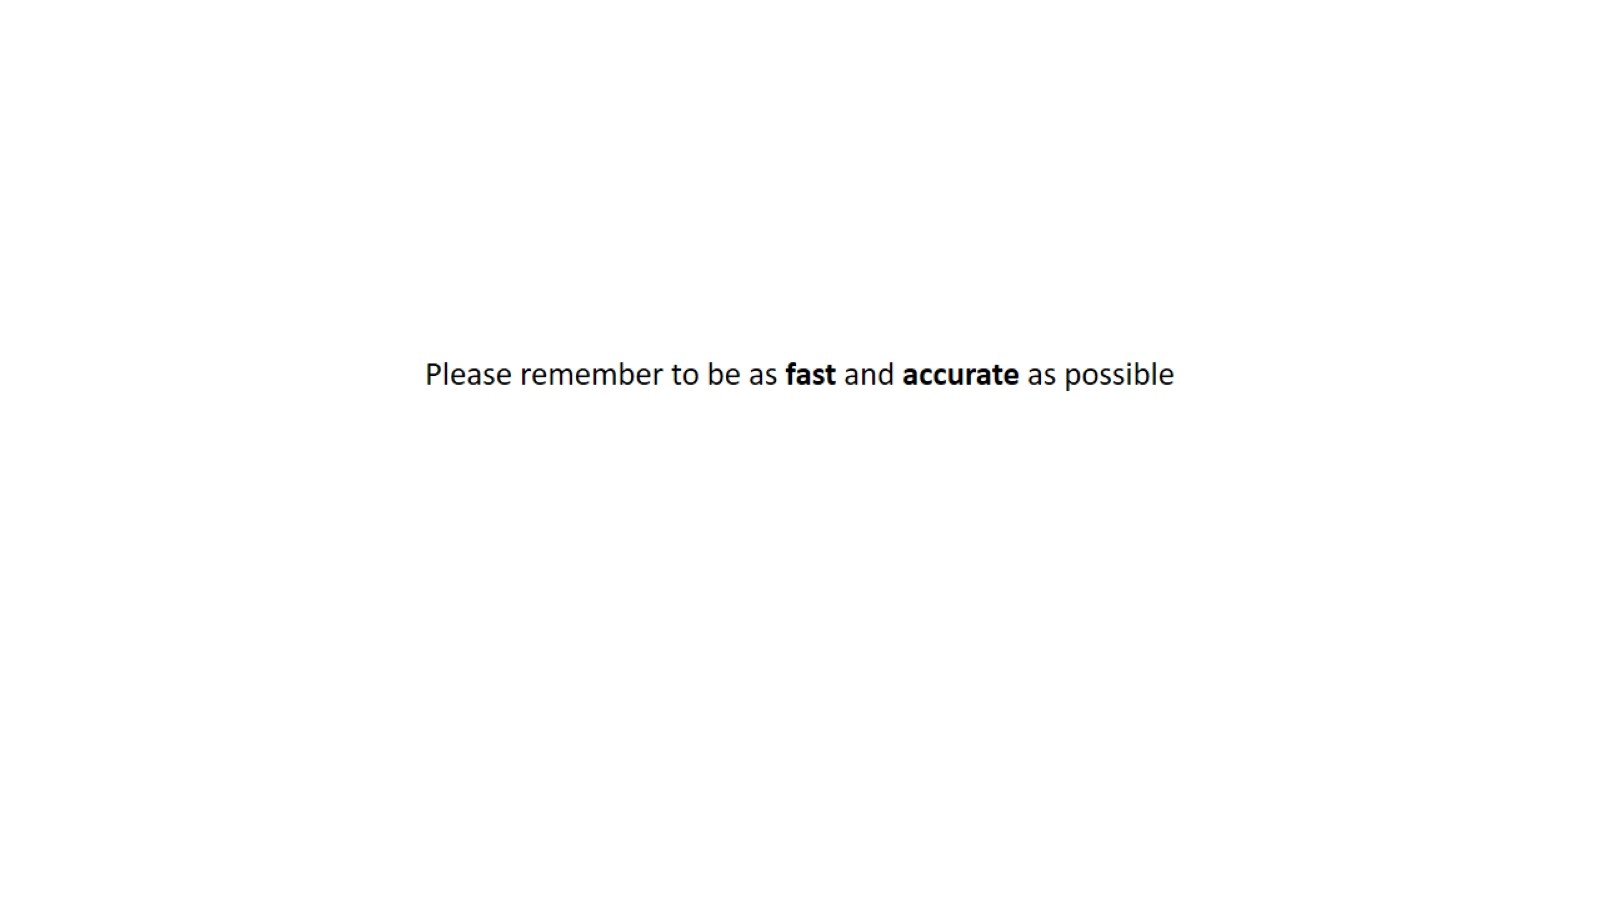 Please remember to be as fast and accurate as possible